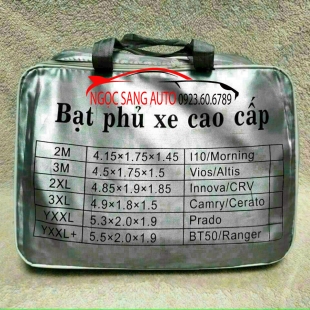 NGOC SANG AUTO 0923.60.6789
Bạt phủ xe cao cấp
2M 4.15×1.75×1.45 I10/Morning
3M 4.5×1.75×1.5 Vios/Altis
2XL 4.85×1.9×1.85 Innova/CRV
3XL 4.9×1.8×1.5 Camry/Cerato
YXXL 5.3×2.0×1.9 Prado
YXXL+ 5.5×2.0×1.9 BT50/Ranger